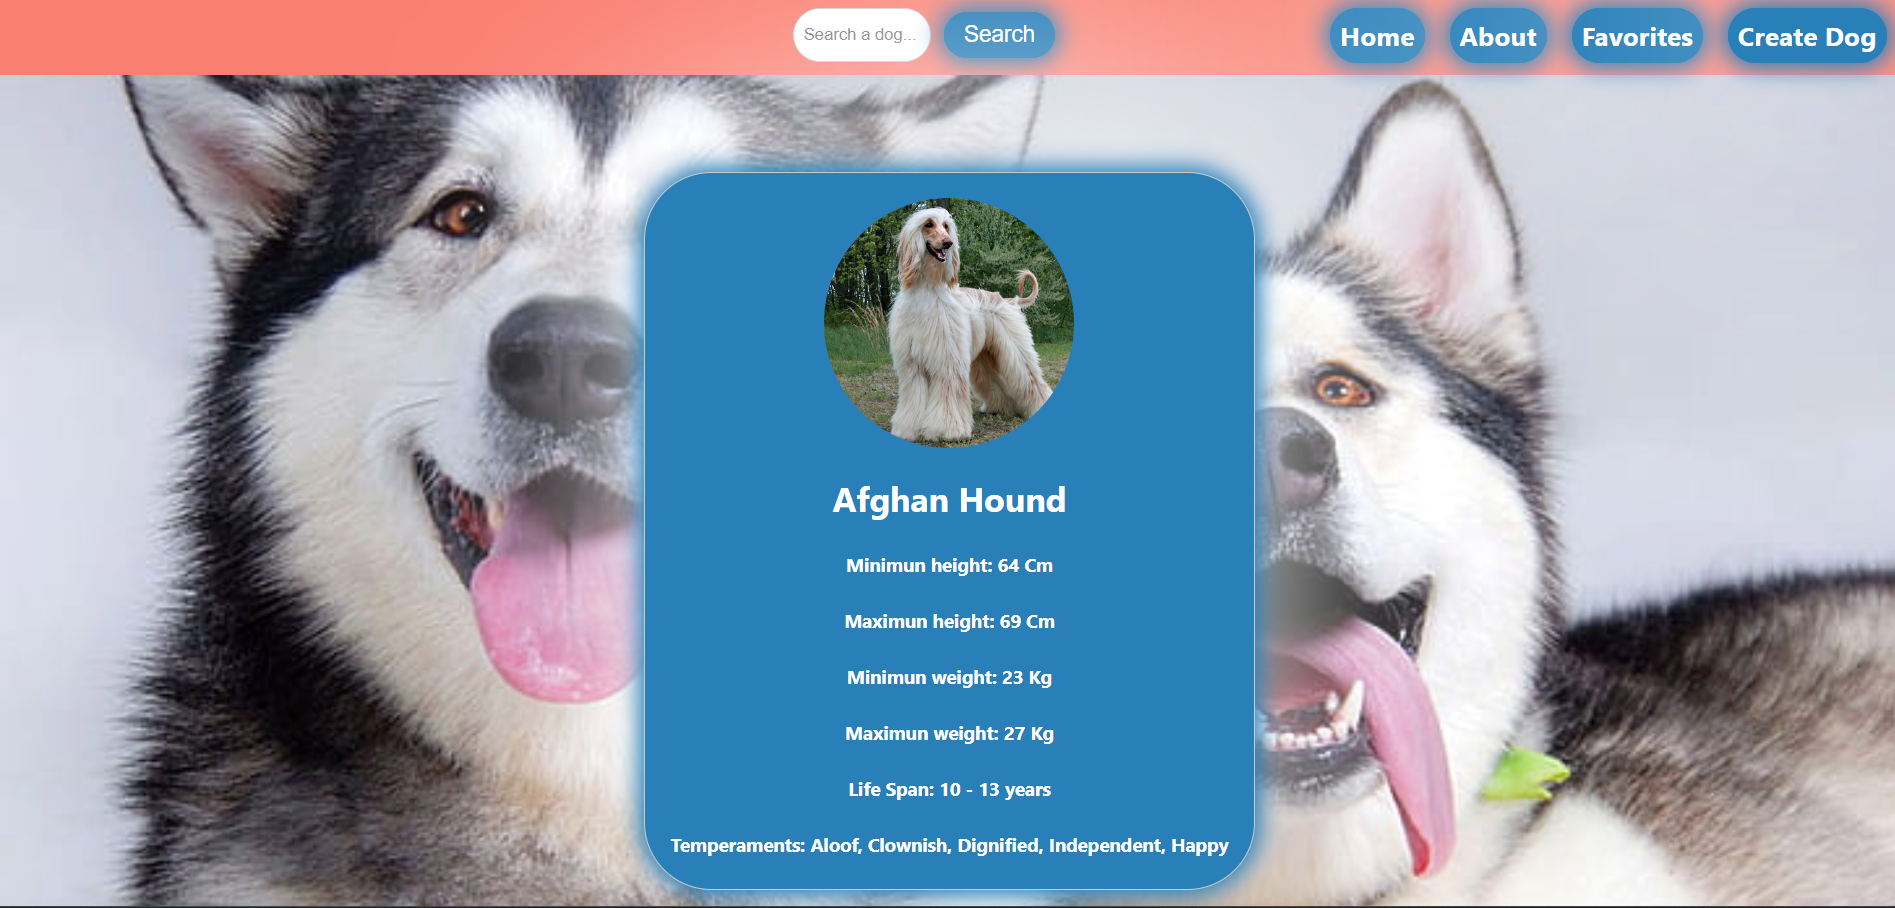 Search a dog...
Search
Home
About
Favorites
Create Dog
Afghan Hound
Minimun height: 64 Cm
Maximun height: 69 Cm
Minimun weight: 23 Kg
Maximun weight: 27 Kg
Life Span: 10 - 13 years
Temperaments: Aloof, Clownish, Dignified, Independent, Happy